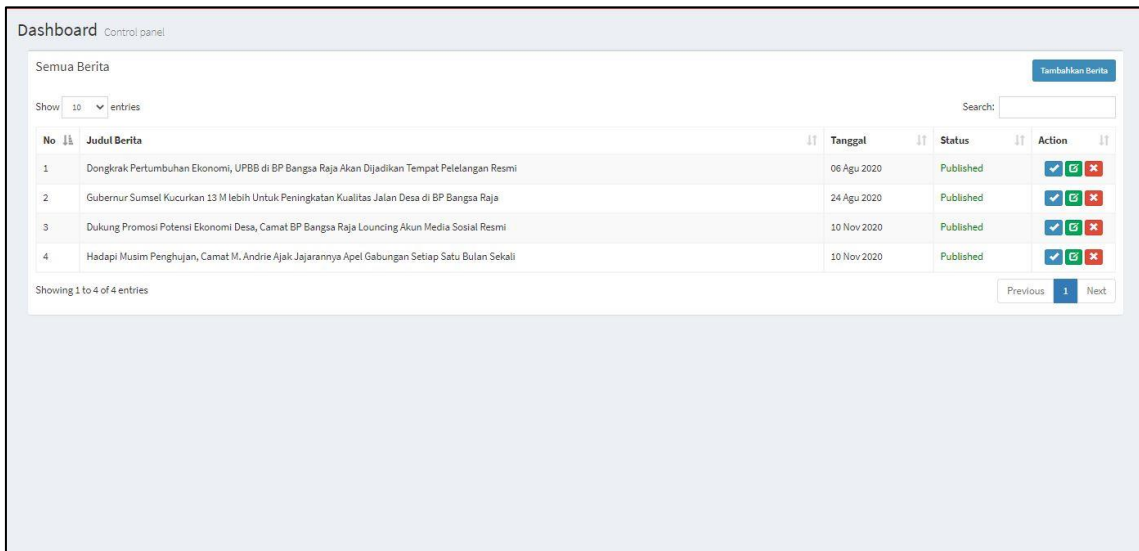 Dashboard Control panel
Semua Berita
Tambahkan Berita
Show 10 entries
Search:
No Judul Berita Tanggal Status Action
1 Dongkrak Pertumbuhan Ekonomi, UPBB di BP Bangsa Raja Akan Dijadikan Tempat Pelelangan Resmi 06 Agu 2020 Published
2 Gubernur Sumsel Kucurkan 13 M lebih Untuk Peningkatan Kualitas Jalan Desa di BP Bangsa Raja 24 Agu 2020 Published
3 Dukung Promosi Potensi Ekonomi Desa, Camat BP Bangsa Raja Louncing Akun Media Sosial Resmi 10 Nov 2020 Published
4 Hadapi Musim Penghujan, Camat M. Andrie Ajak Jajarannya Apel Gabungan Setiap Satu Bulan Sekali 10 Nov 2020 Published
Showing 1 to 4 of 4 entries
Previous 1 Next